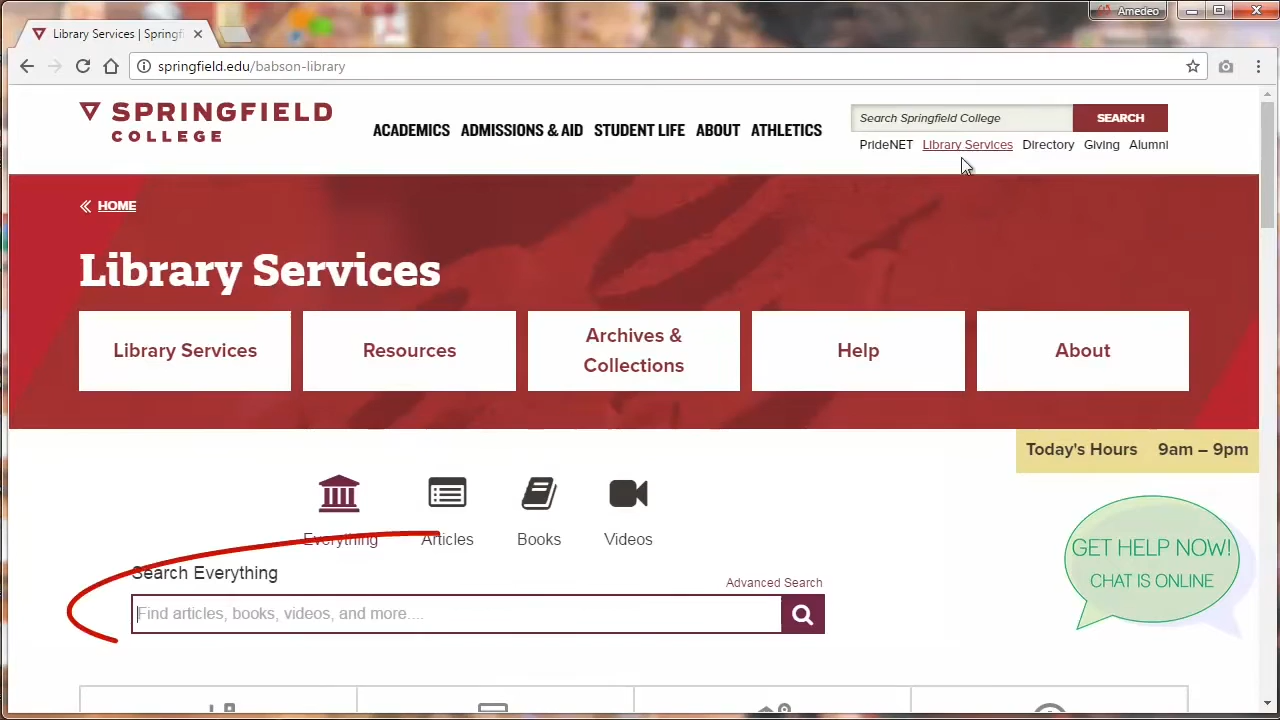 Amedeo
Library Services | Springf
springfield.edu/babson-library
SPRINGFIELD
COLLEGE
ACADEMICS ADMISSIONS & AID STUDENT LIFE ABOUT ATHLETICS
Search Springfield College SEARCH
PrideNET Library Services Directory Giving Alumni
HOME
Library Services
Library Services
Resources
Archives &
Collections
Help
About
Today's Hours 9am – 9pm
Everything Articles Books Videos
GET HELP NOW!
CHAT IS ONLINE
Search Everything
Advanced Search
Find articles, books, videos, and more....